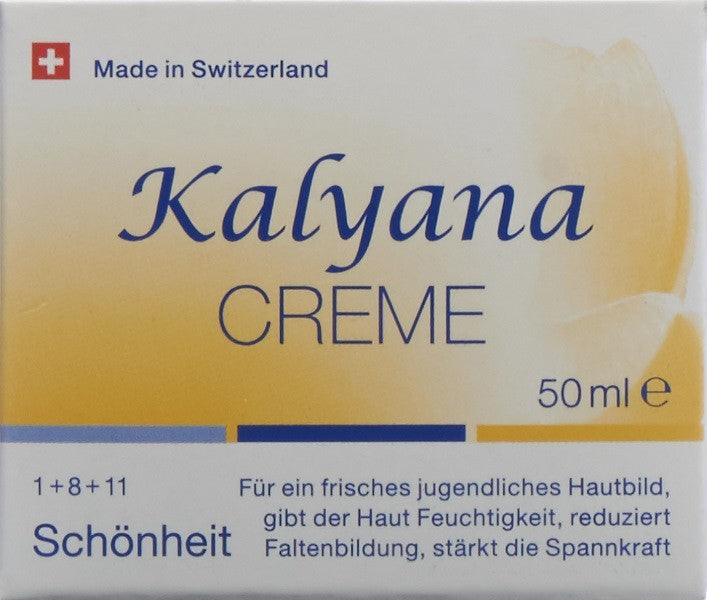 Made in Switzerland
Kalyana
CREME
50 ml ℮
1+8+11
Schönheit
Für ein frisches jugendliches Hautbild,
gibt der Haut Feuchtigkeit, reduziert
Faltenbildung, stärkt die Spannkraft